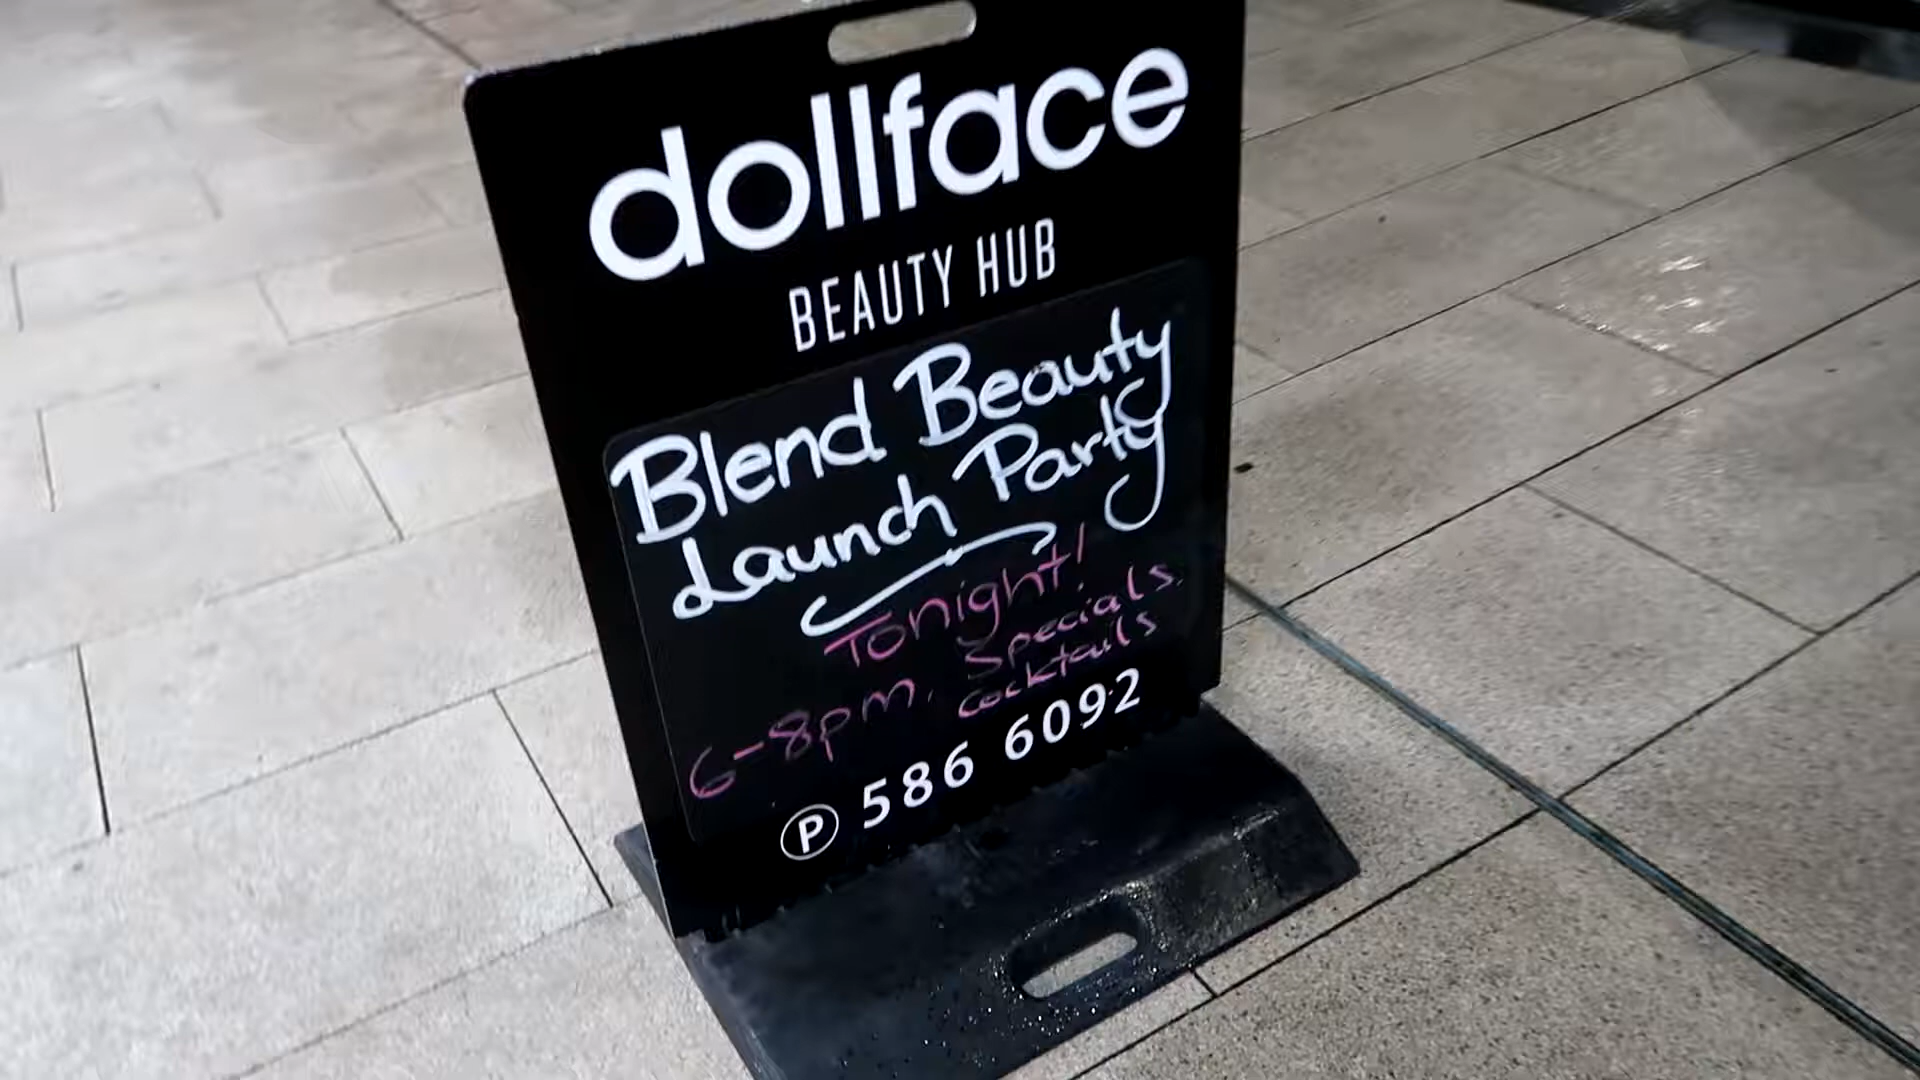 dollface
BEAUTY HUB
Blend Beauty
Launch Party
Tonight!
6-8pm. Specials.
cocktails
P 586 6092